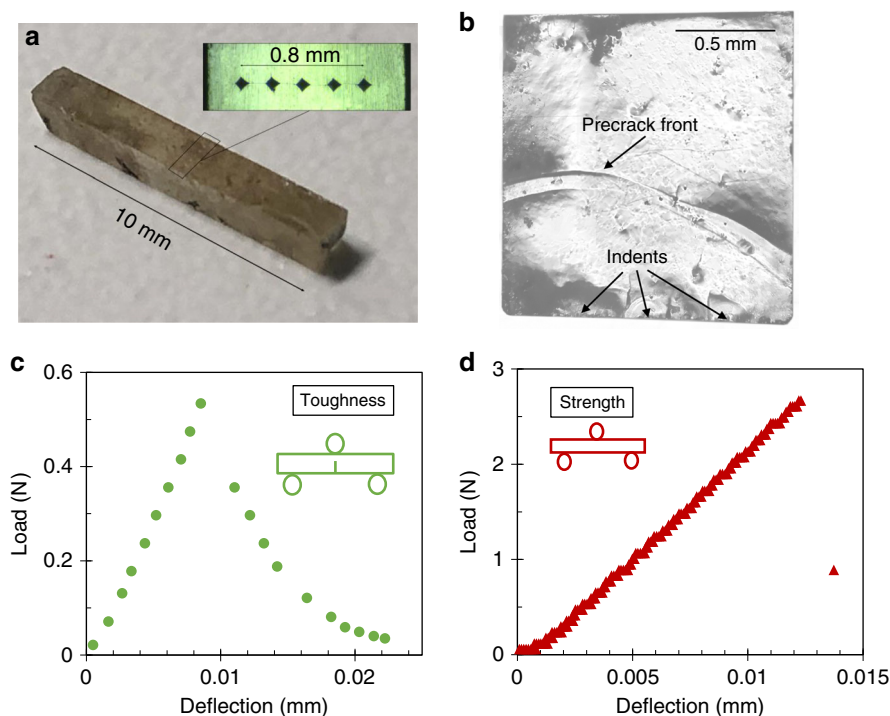 a
0.8 mm
10 mm
b
0.5 mm
Precrack front
Indents
c
Toughness
Load (N)
0.6
0.4
0.2
0
0
0.01
0.02
Deflection (mm)
d
Strength
Load (N)
3
2
1
0
0
0.005
0.01
0.015
Deflection (mm)